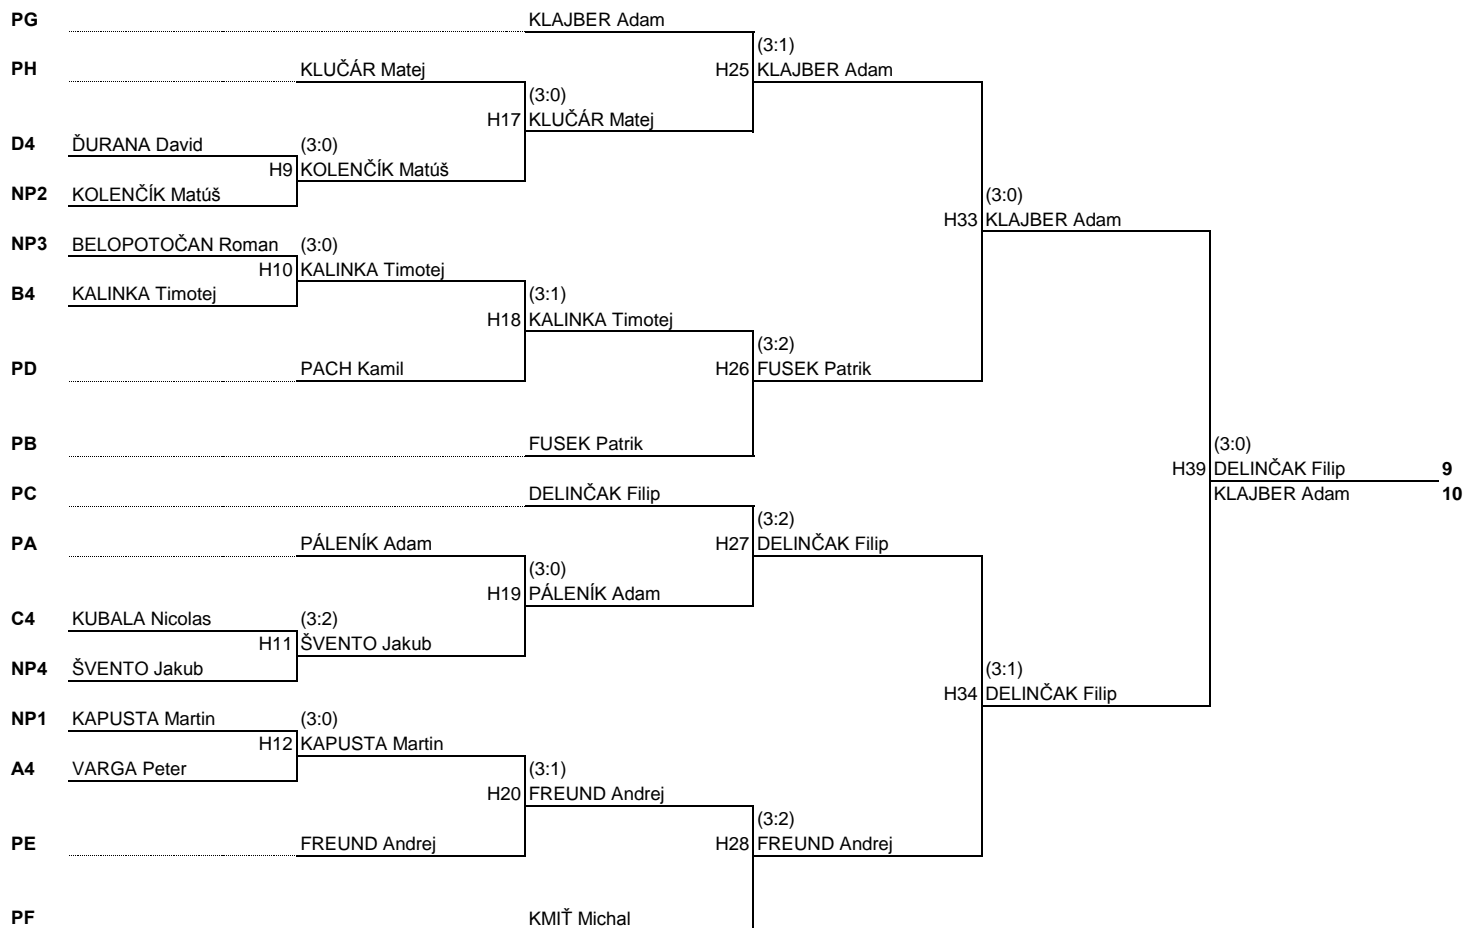 PG KLAJBER Adam
(3:1)
PH KLUČÁR Matej H25 KLAJBER Adam
(3:0)
H17 KLUČÁR Matej
D4 ĎURANA David (3:0)
H9 KOLENČÍK Matúš
NP2 KOLENČÍK Matúš (3:0)
H33 KLAJBER Adam
NP3 BELOPOTOČAN Roman (3:0)
H10 KALINKA Timotej
B4 KALINKA Timotej (3:1)
H18 KALINKA Timotej
(3:2)
PD PACH Kamil H26 FUSEK Patrik
PB FUSEK Patrik (3:0)
H39 DELINČAK Filip 9
PC DELINČAK Filip KLAJBER Adam 10
(3:2)
PA PÁLENÍK Adam H27 DELINČAK Filip
(3:0)
H19 PÁLENÍK Adam
C4 KUBALA Nicolas (3:2)
H11 ŠVENTO Jakub
NP4 ŠVENTO Jakub (3:1)
H34 DELINČAK Filip
NP1 KAPUSTA Martin (3:0)
H12 KAPUSTA Martin
A4 VARGA Peter (3:1)
H20 FREUND Andrej
(3:2)
PE FREUND Andrej H28 FREUND Andrej
PF KMIŤ Michal